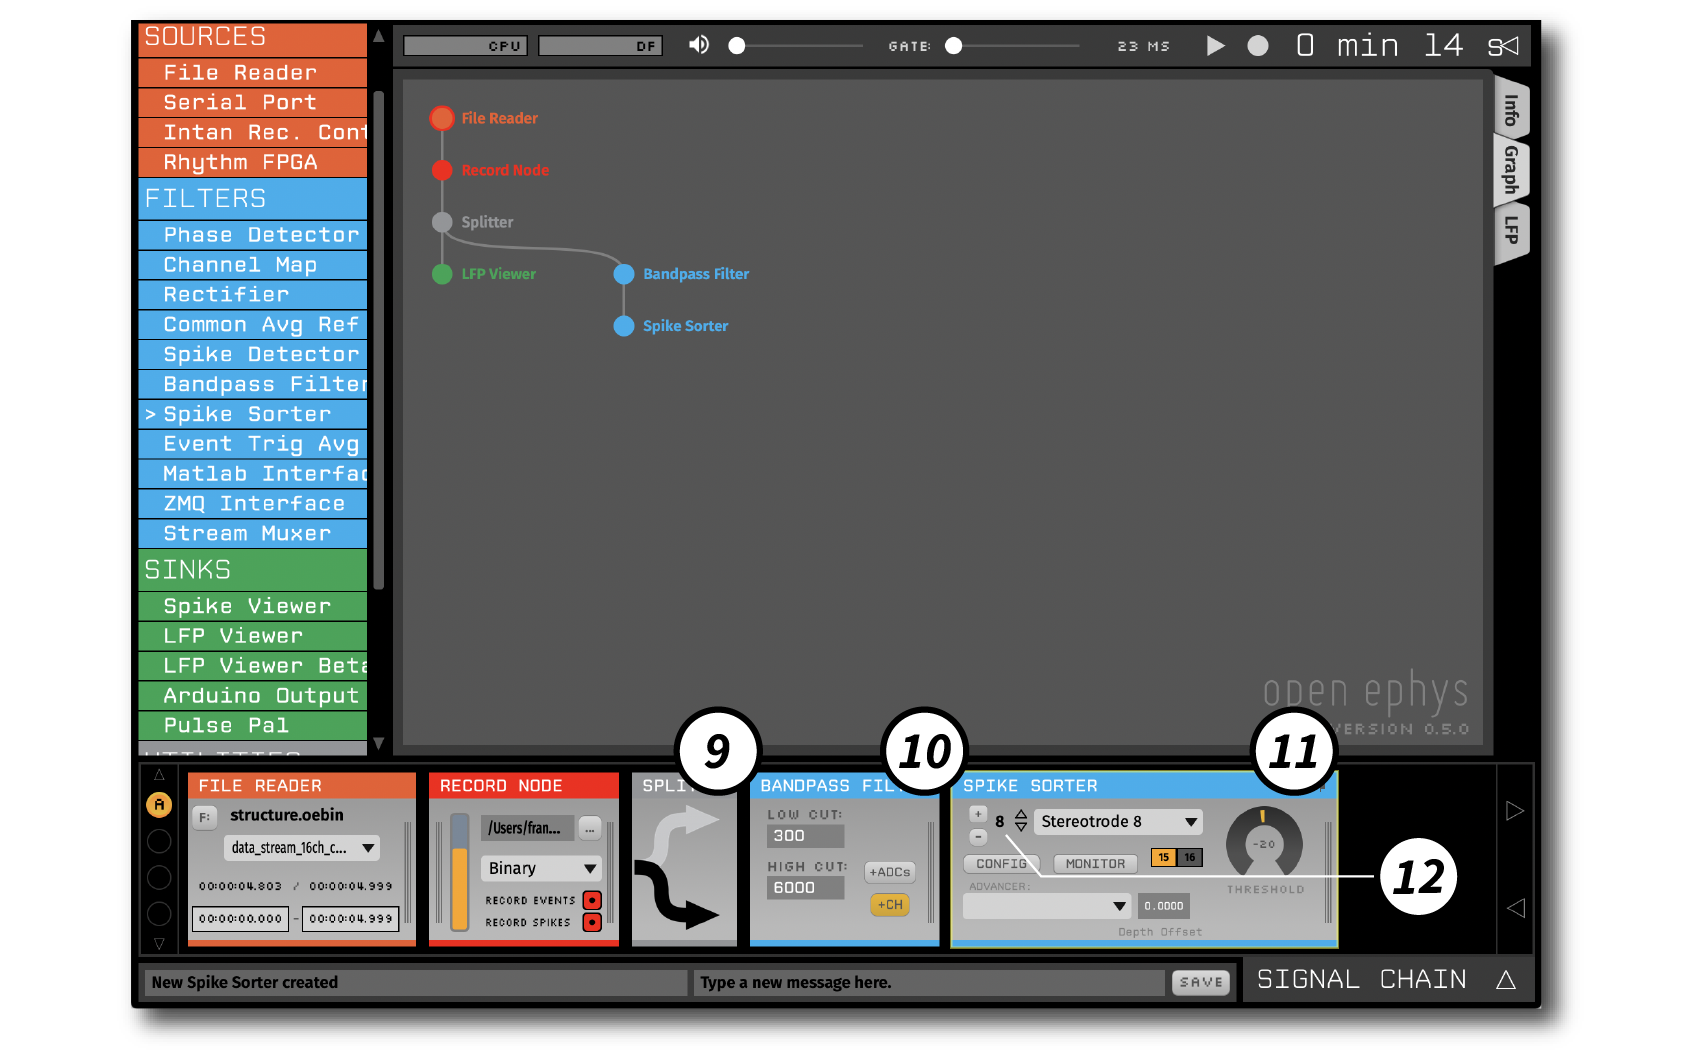 SOURCES
File Reader
Serial Port
Intan Rec. Cont
Rhythm FPGA
FILTERS
Phase Detector
Channel Map
Rectifier
Common Avg Ref
Spike Detector
Bandpass Filter
> Spike Sorter
Event Trig Avg
Matlab Interfac
ZMQ Interface
Stream Muxer
SINKS
Spike Viewer
LFP Viewer
LFP Viewer Beta
Arduino Output
Pulse Pal
UTILITIES
CPU
DF
GATE:
23 MS
0 min 14 s
Info
Graph
LFP
File Reader
Record Node
Splitter
LFP Viewer
Bandpass Filter
Spike Sorter
open ephys
VERSION 0.5.0
9
10
11
12
A
FILE READER
F:
structure.oebin
data_stream_16ch_c...
00:00:04.803 / 00:00:04.999
00:00:00.000 - 00:00:04.999
RECORD NODE
/Users/fran...
...
Binary
RECORD EVENTS
RECORD SPIKES
SPLI
BANDPASS FIL
LOW CUT:
300
HIGH CUT:
6000
+ADCs
+CH
SPIKE SORTER
+
-
8
Stereotrode 8
CONFIG
MONITOR
15 16
ADVANCER:
0.0000
Depth Offset
-20
THRESHOLD
New Spike Sorter created
Type a new message here.
SAVE
SIGNAL CHAIN